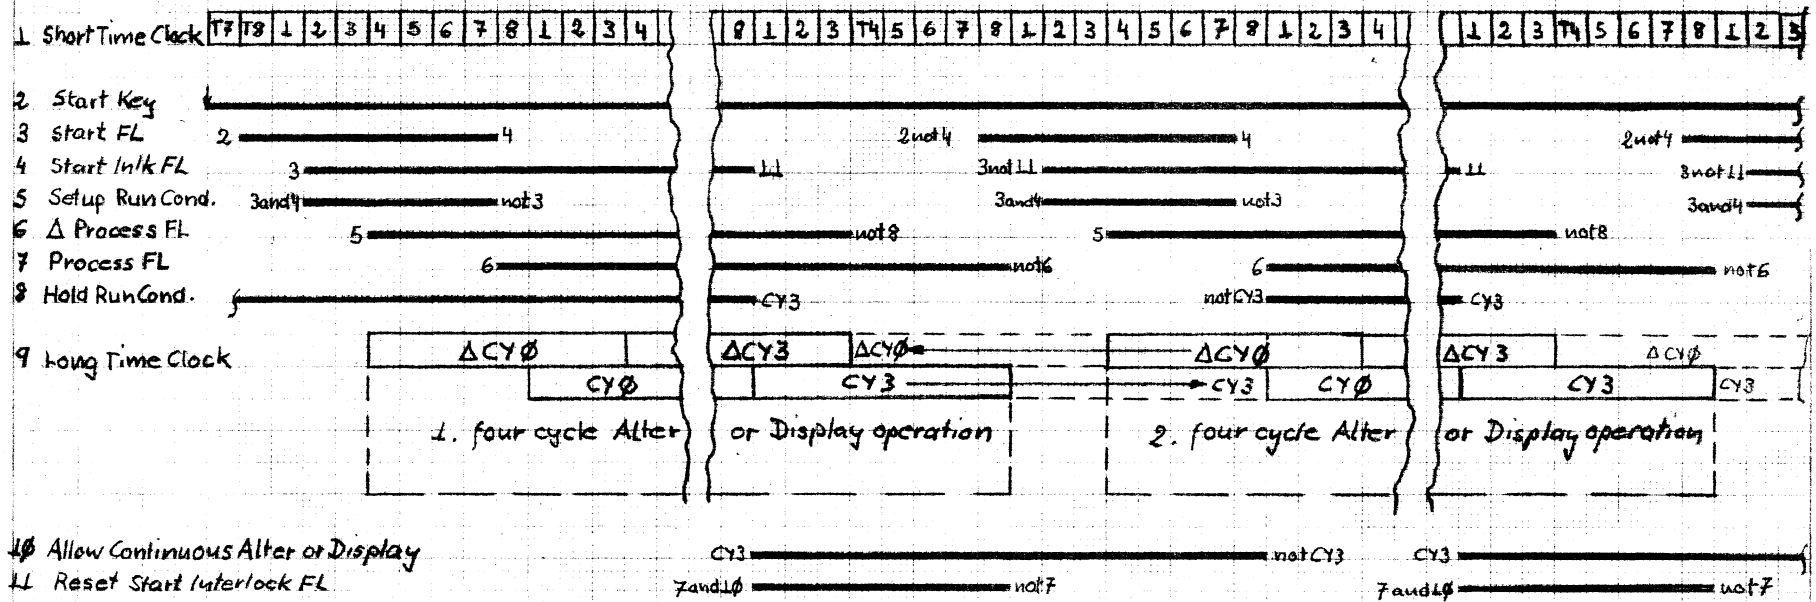 1 Short Time Clock T7 T8 1 2 3 4 5 6 7 8 1 2 3 4 8 1 2 3 T4 5 6 7 8 1 2 3 4 5 6 7 8 1 2 3 4 1 2 3 T4 5 6 7 8 1 2 3
2 Start Key
3 Start FL 2 4 2not4 4 2not4
4 Start Inlk FL 3 11 3not11 11 3not11
5 Setup Run Cond. 3and4 not3 3and4 not3 3and4
6 Δ Process FL 5 not8 5 not8
7 Process FL 6 not6 6 not6
8 Hold Run Cond. CY3 notCY3 CY3
9 Long Time Clock ΔCYØ ΔCY3 ΔCYØ ΔCYØ ΔCY3 ΔCYØ
CYØ CY3 CY3 CYØ CY3 CY3
1. four cycle Alter or Display operation 2. four cycle Alter or Display operation
1Ø Allow Continuous Alter or Display CY3 notCY3 CY3
11 Reset Start Interlock FL 7and1Ø not7 7and1Ø not7